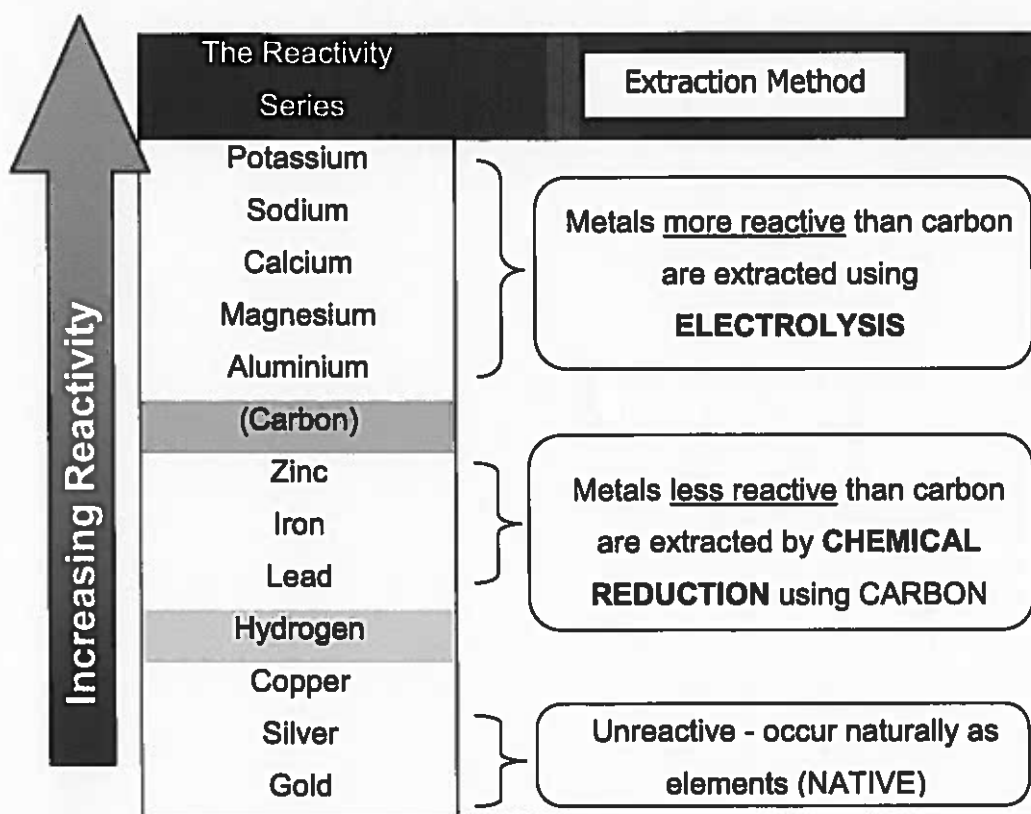 The Reactivity
Series
Extraction Method
Potassium
Sodium
Calcium
Magnesium
Aluminium
(Carbon)
Zinc
Iron
Lead
Hydrogen
Copper
Silver
Gold
Metals more reactive than carbon
are extracted using
ELECTROLYSIS
Metals less reactive than carbon
are extracted by CHEMICAL
REDUCTION using CARBON
Unreactive - occur naturally as
elements (NATIVE)
Increasing Reactivity